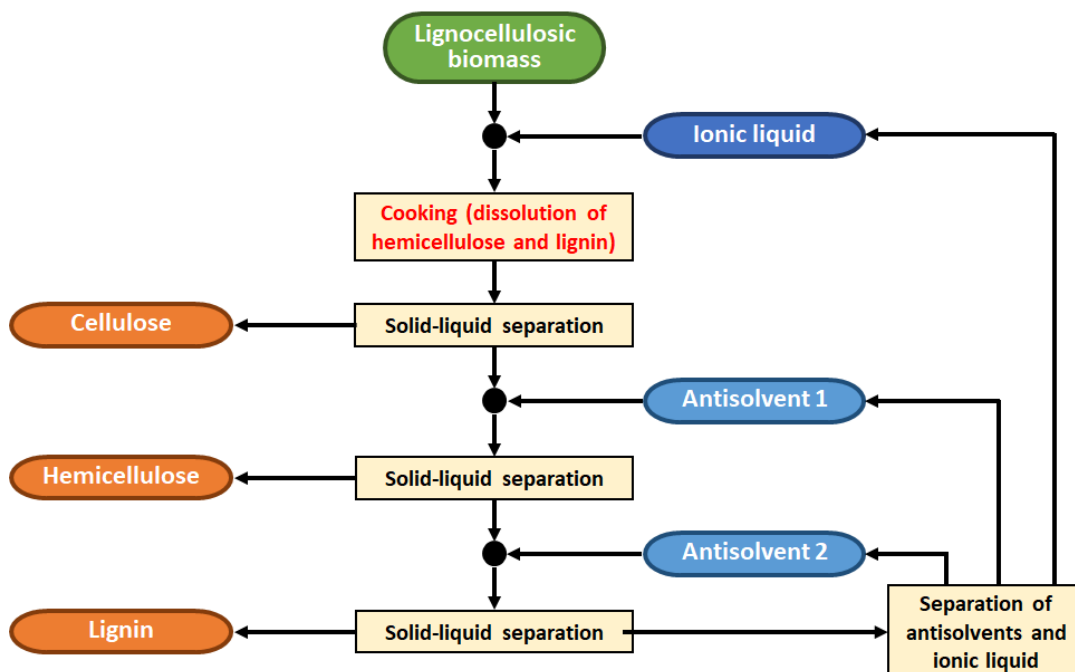 Lignocellulosic
biomass
Ionic liquid
Cooking (dissolution of
hemicellulose and lignin)
Cellulose
Solid-liquid separation
Antisolvent 1
Hemicellulose
Solid-liquid separation
Antisolvent 2
Lignin
Solid-liquid separation
Separation of
antisolvents and
ionic liquid